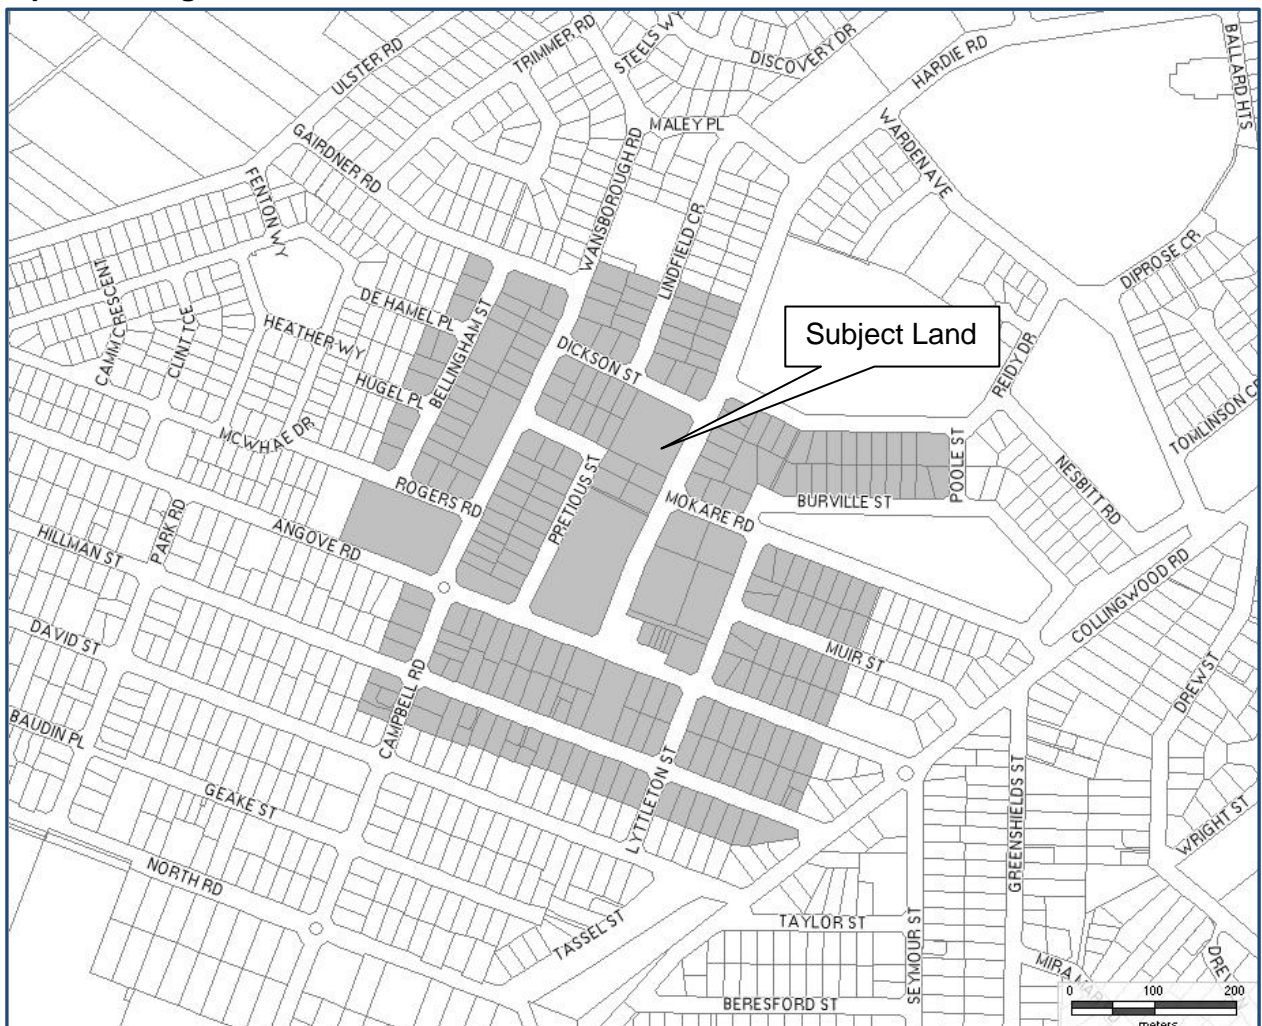 ULSTER RD
TRIMMER RD
STEELS WY
DISCOVERY DR
HARDIE RD
BALLARD HTS
GAIRDNER RD
MALEY PL
WARDEN AVE
FENTON WY
WANSBOROUGH RD
LINDFIELD CR
DIPROSE CR
CAMM CRESCENT
CLINT TCE
DE HAMEL PL
HEATHER WY
HUGEL PL
BELLINGHAM ST
DICKSON ST
Subject Land
REIDY DR
TOMLINSON CR
MCWHAE DR
ROGERS RD
PRETIOUS ST
MOKARE RD
BURVILLE ST
POOLE ST
NESBITT RD
PARK RD
ANGOVE RD
HILLMAN ST
COLLINGWOOD RD
DAVID ST
CAMPBELL RD
MUIR ST
DREW ST
BAUDIN PL
GEAKE ST
LYTTLETON ST
GREENSHIELDS ST
WRIGHT ST
NORTH RD
TASSEL ST
TAYLOR ST
SEYMOUR ST
BERESFORD ST
MIRA MAR
DREW
0 100 200
meters